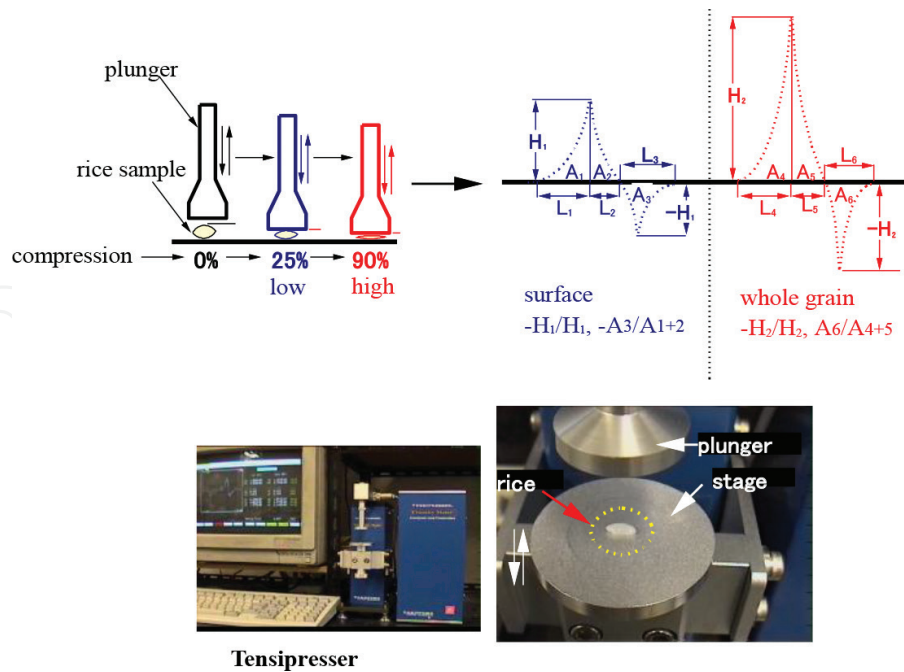 plunger
rice sample
compression
0%
25%
90%
low
high
H₁
A₁
A₂
L₃
A₃
L₁
L₂
-H₁
surface
-H₁/H₁, -A3/A1+2
H₂
A₄
A₅
L₆
A₆
L₄
L₅
-H₂
whole grain
-H₂/H₂, A6/A4+5
plunger
stage
rice
TENSIPRESSER
Tensipresser